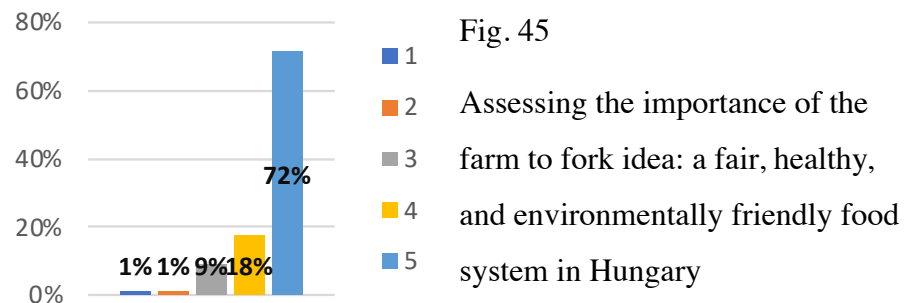 80%
60%
40%
20%
0%
1% 1% 9% 18% 72%
1
2
3
4
5
Fig. 45
Assessing the importance of the
farm to fork idea: a fair, healthy,
and environmentally friendly food
system in Hungary